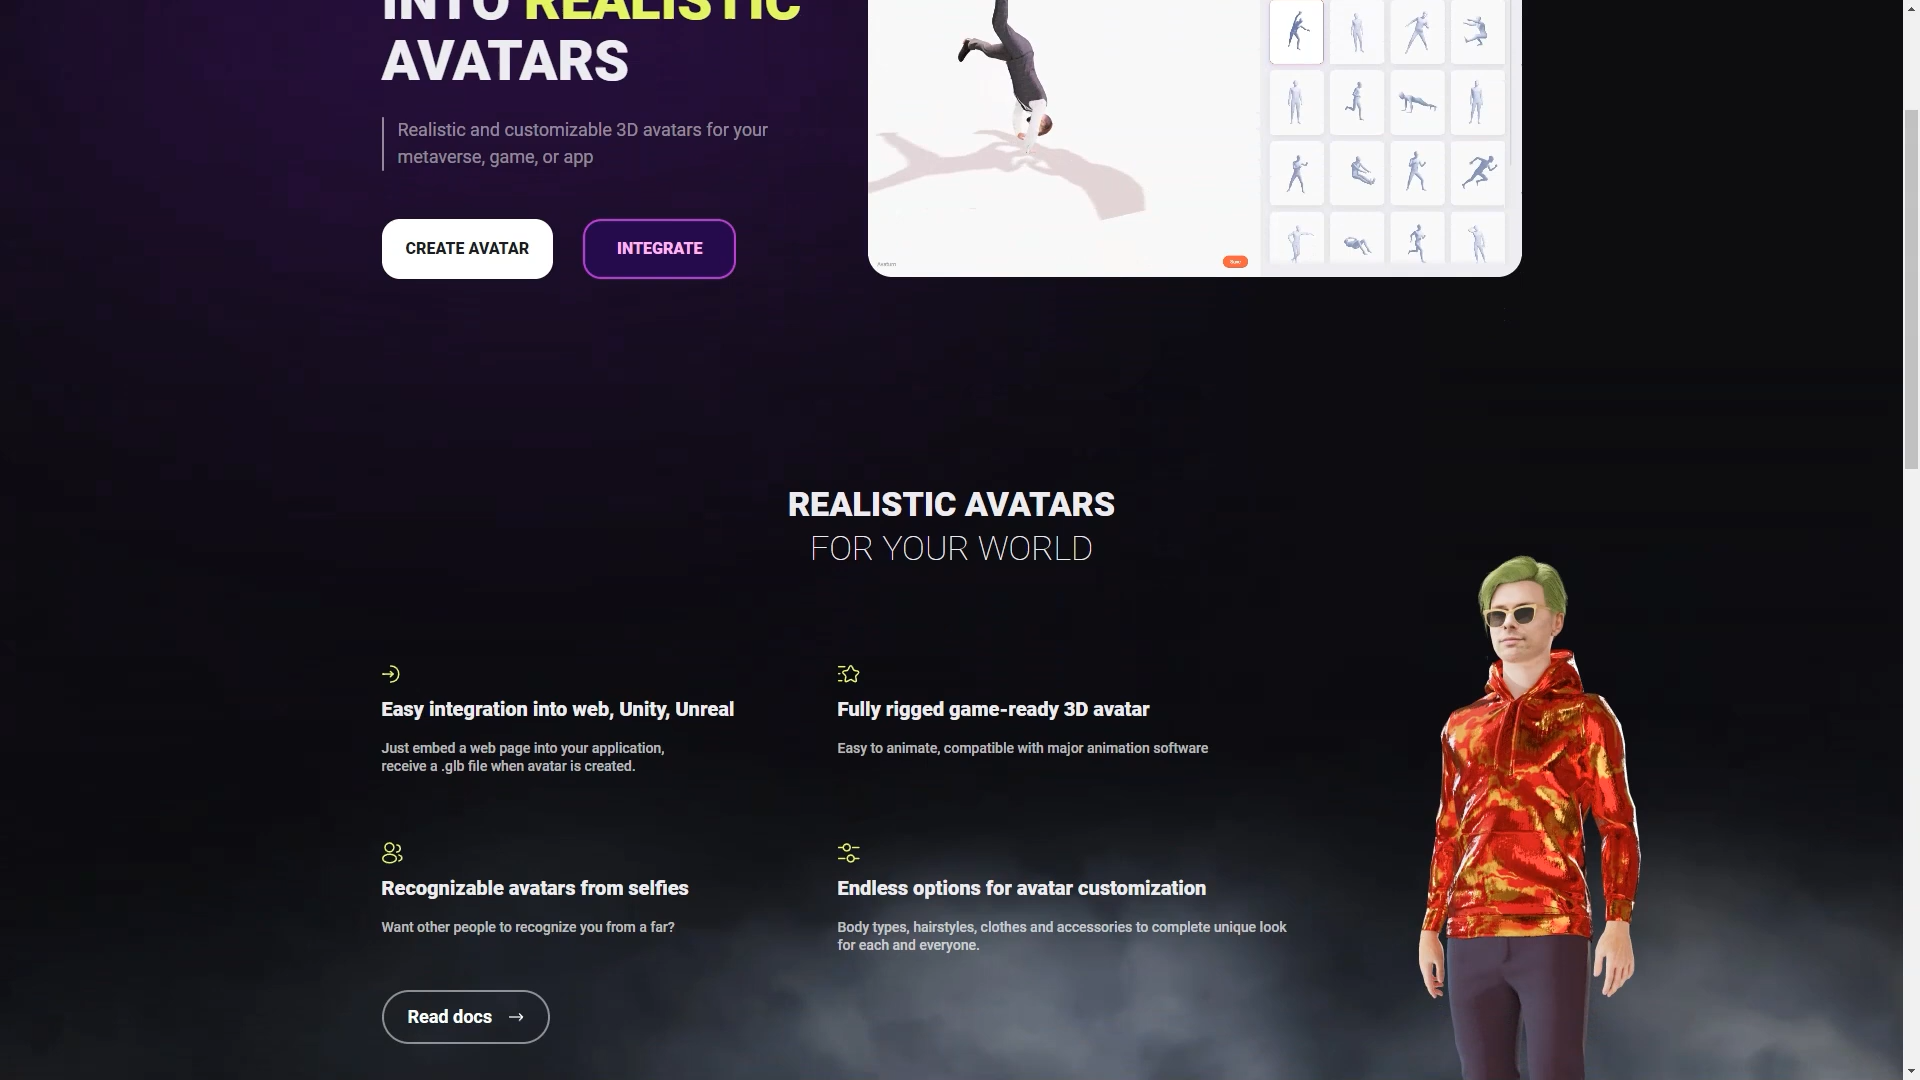 INTO REALISTIC
AVATARS
Realistic and customizable 3D avatars for your
metaverse, game, or app
CREATE AVATAR
INTEGRATE
Avaturn
REALISTIC AVATARS
FOR YOUR WORLD
Easy integration into web, Unity, Unreal
Just embed a web page into your application,
receive a .glb file when avatar is created.
Fully rigged game-ready 3D avatar
Easy to animate, compatible with major animation software
Recognizable avatars from selfies
Want other people to recognize you from a far?
Endless options for avatar customization
Body types, hairstyles, clothes and accessories to complete unique look
for each and everyone.
Read docs →